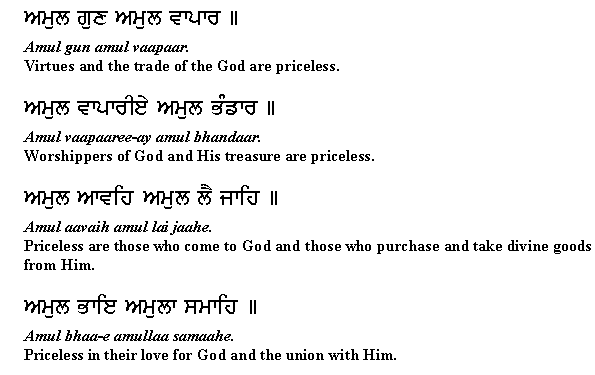 ਅਮੁਲ ਗੁਣ ਅਮੁਲ ਵਾਪਾਰ ॥
Amul gun amul vaapaar.
Virtues and the trade of the God are priceless.
ਅਮੁਲ ਵਾਪਾਰੀਏ ਅਮੁਲ ਭੰਡਾਰ ॥
Amul vaapaaree-ay amul bhandaar.
Worshippers of God and His treasure are priceless.
ਅਮੁਲ ਆਵਹਿ ਅਮੁਲ ਲੈ ਜਾਹਿ ॥
Amul aavaih amul lai jaahe.
Priceless are those who come to God and those who purchase and take divine goods
from Him.
ਅਮੁਲ ਭਾਇ ਅਮੁਲਾ ਸਮਾਹਿ ॥
Amul bhaa-e amullaa samaahe.
Priceless in their love for God and the union with Him.